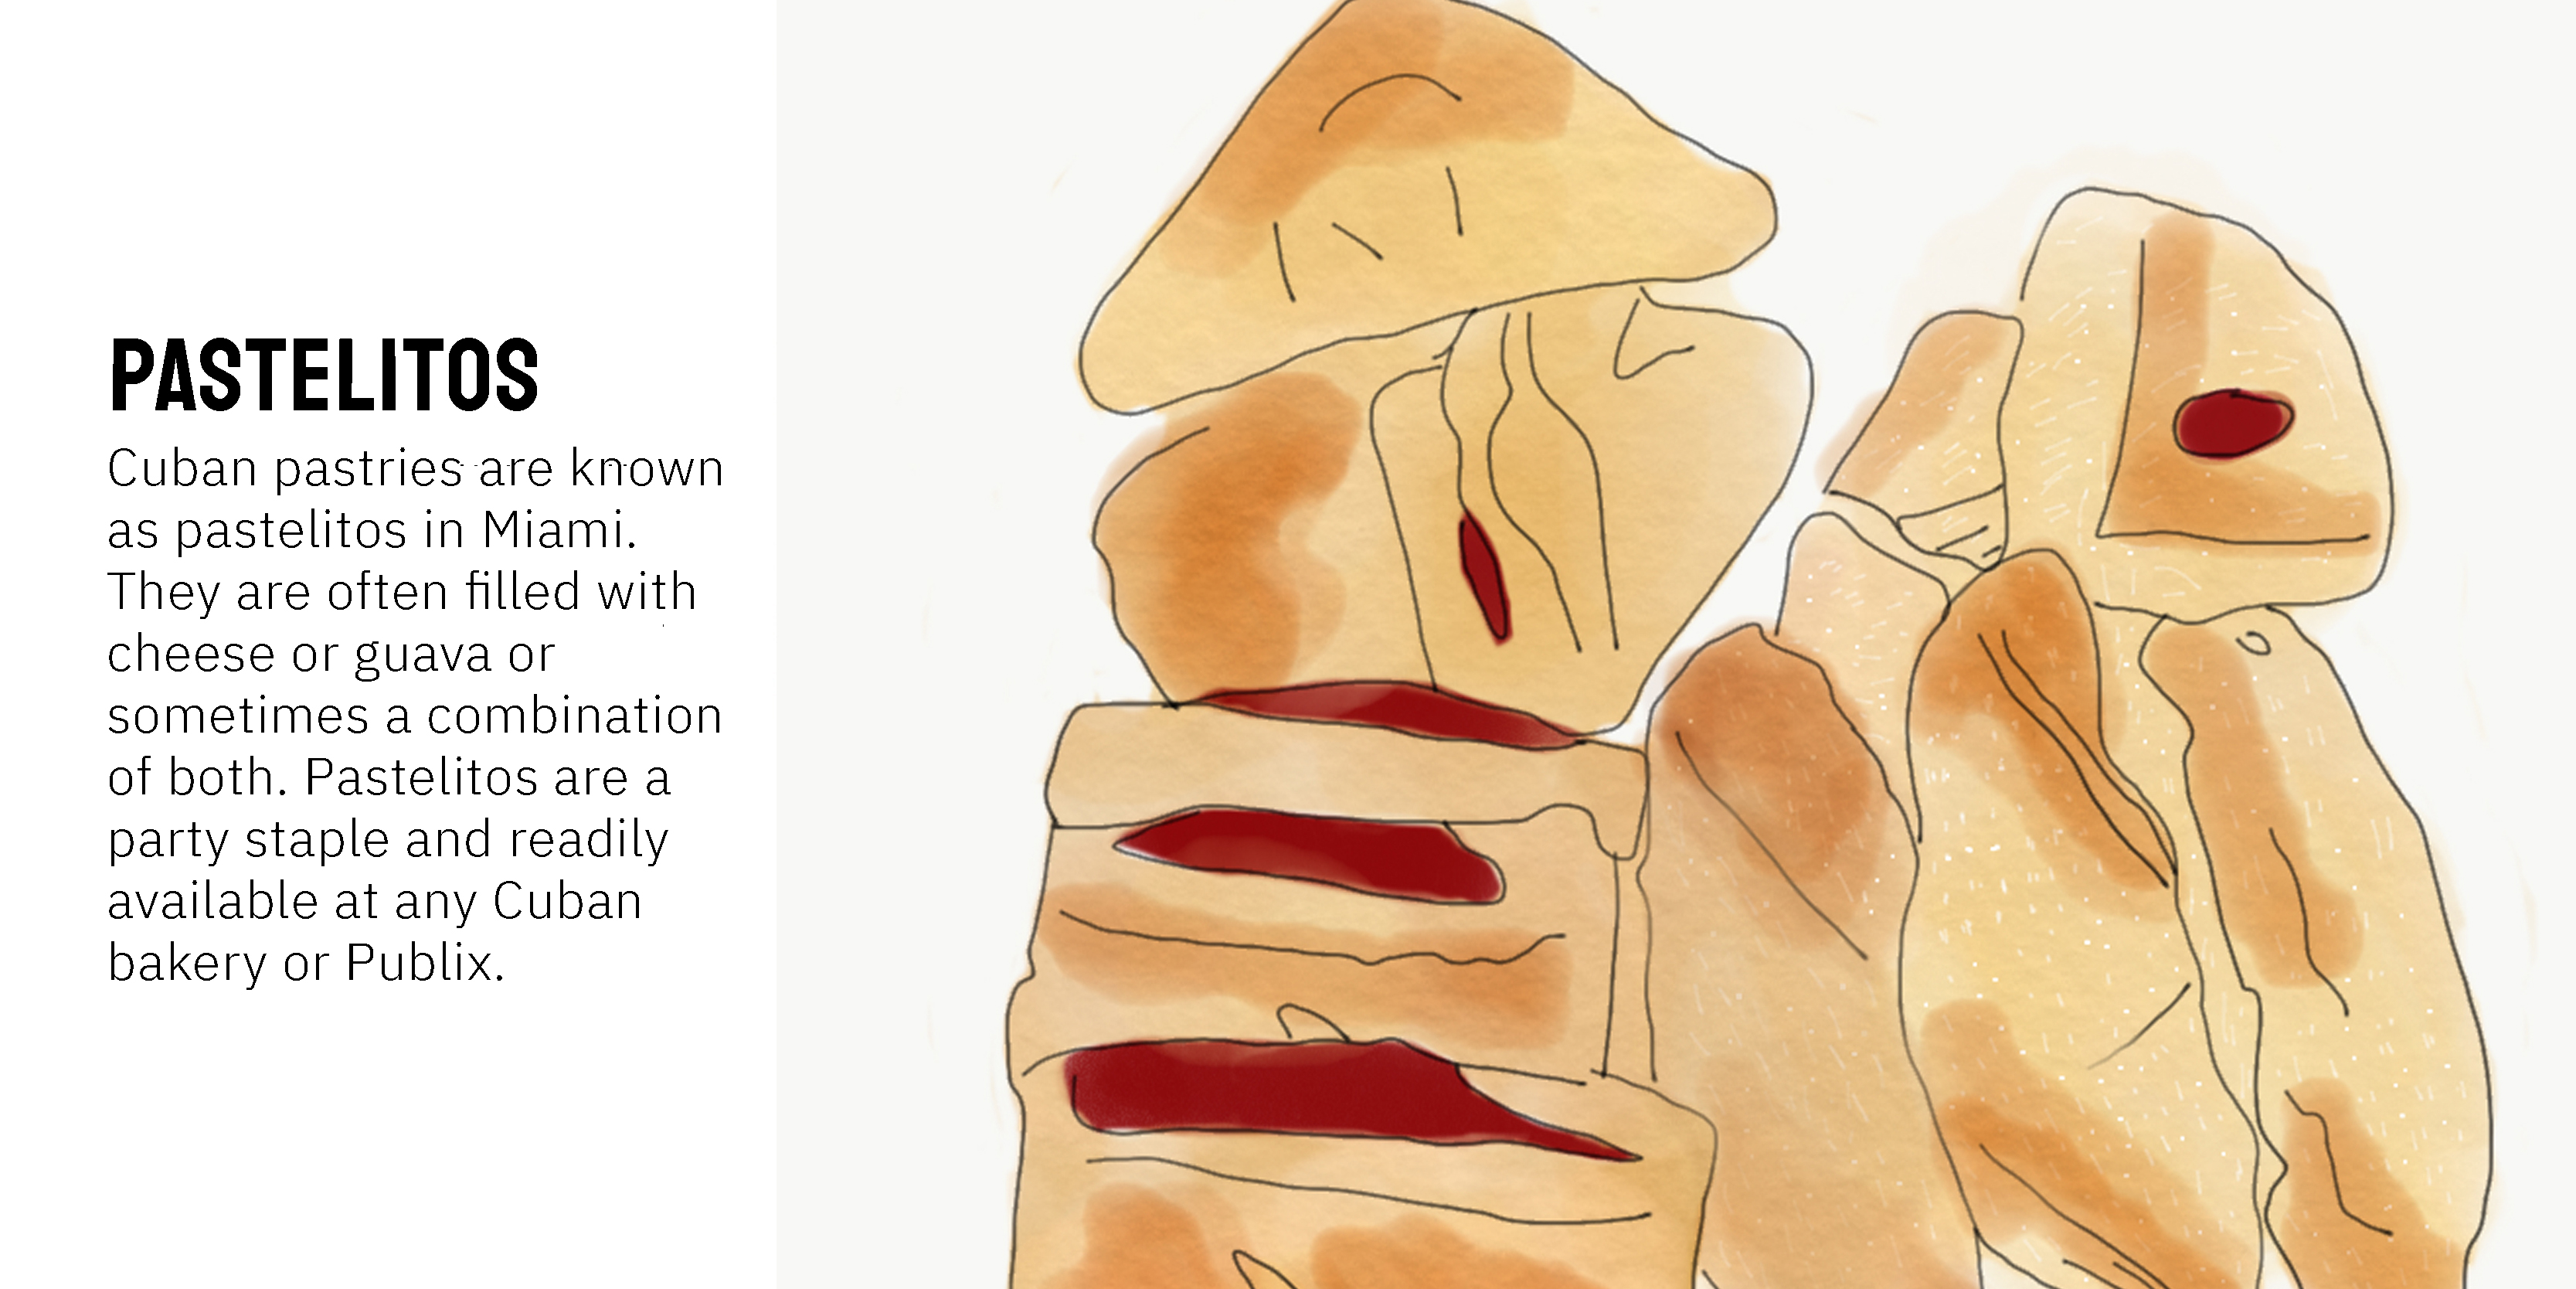 PASTELITOS
Cuban pastries are known
as pastelitos in Miami.
They are often filled with
cheese or guava or
sometimes a combination
of both. Pastelitos are a
party staple and readily
available at any Cuban
bakery or Publix.